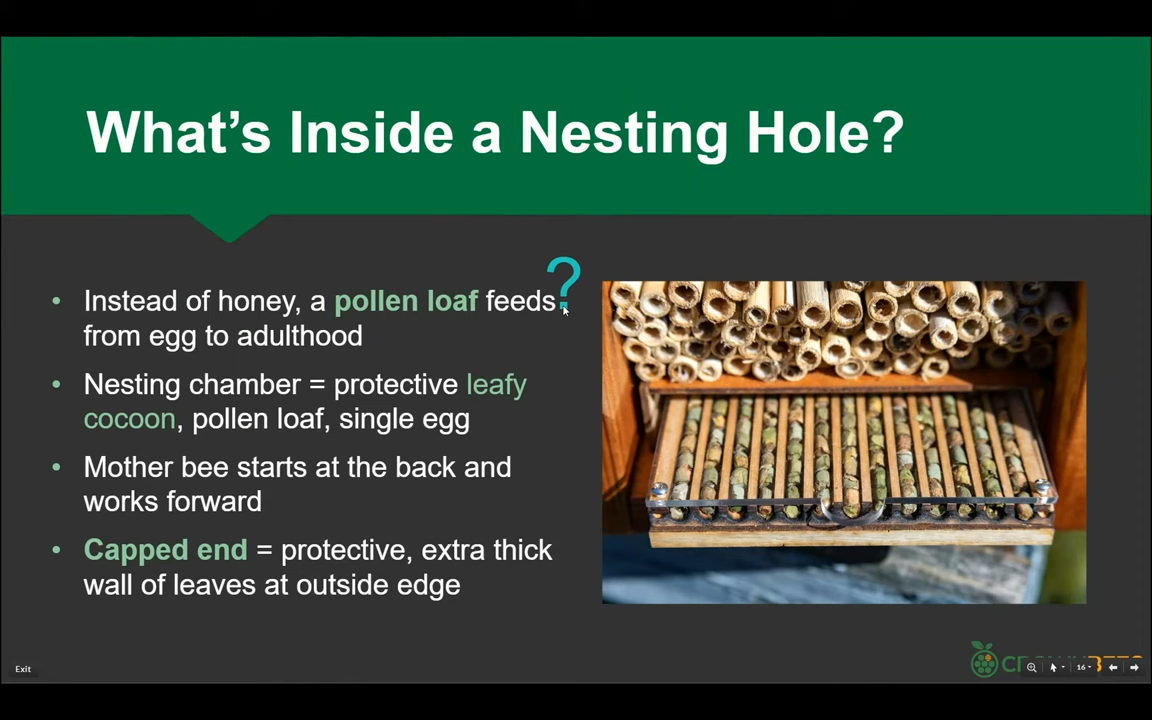 What's Inside a Nesting Hole?
?
• Instead of honey, a pollen loaf feeds
from egg to adulthood
• Nesting chamber = protective leafy
cocoon, pollen loaf, single egg
• Mother bee starts at the back and
works forward
• Capped end = protective, extra thick
wall of leaves at outside edge
Exit
16